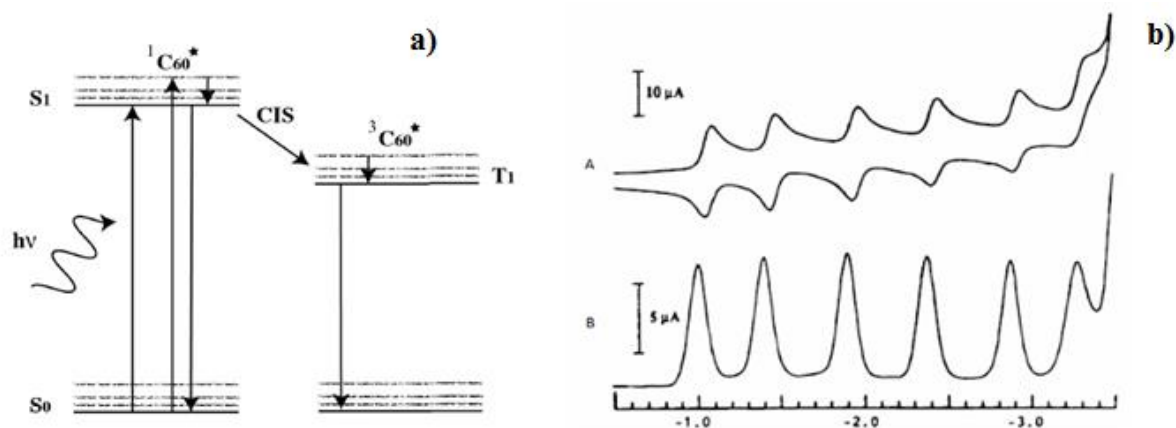 a)
¹C₆₀*
S₁
CIS
³C₆₀*
T₁
hν
S₀
b)
10 µA
A
B
5 µA
-1.0 -2.0 -3.0